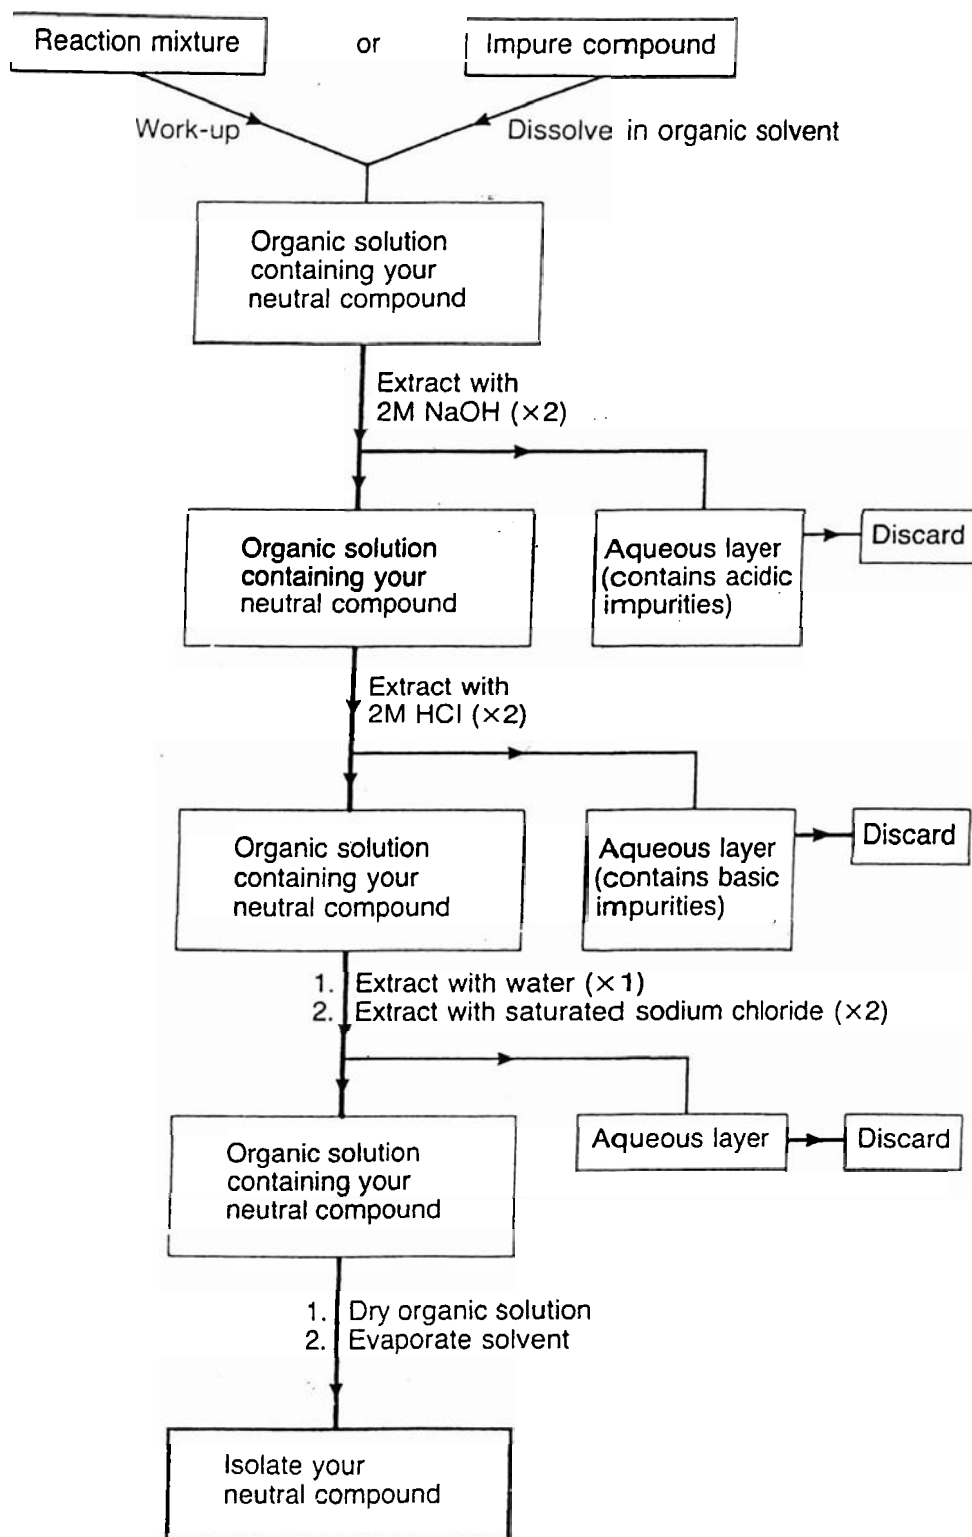 Reaction mixture
or
Impure compound
Work-up
Dissolve in organic solvent
Organic solution
containing your
neutral compound
Extract with
2M NaOH (×2)
Organic solution
containing your
neutral compound
Aqueous layer
(contains acidic
impurities)
Discard
Extract with
2M HCl (×2)
Organic solution
containing your
neutral compound
Aqueous layer
(contains basic
impurities)
Discard
1. Extract with water (×1)
2. Extract with saturated sodium chloride (×2)
Organic solution
containing your
neutral compound
Aqueous layer
Discard
1. Dry organic solution
2. Evaporate solvent
Isolate your
neutral compound